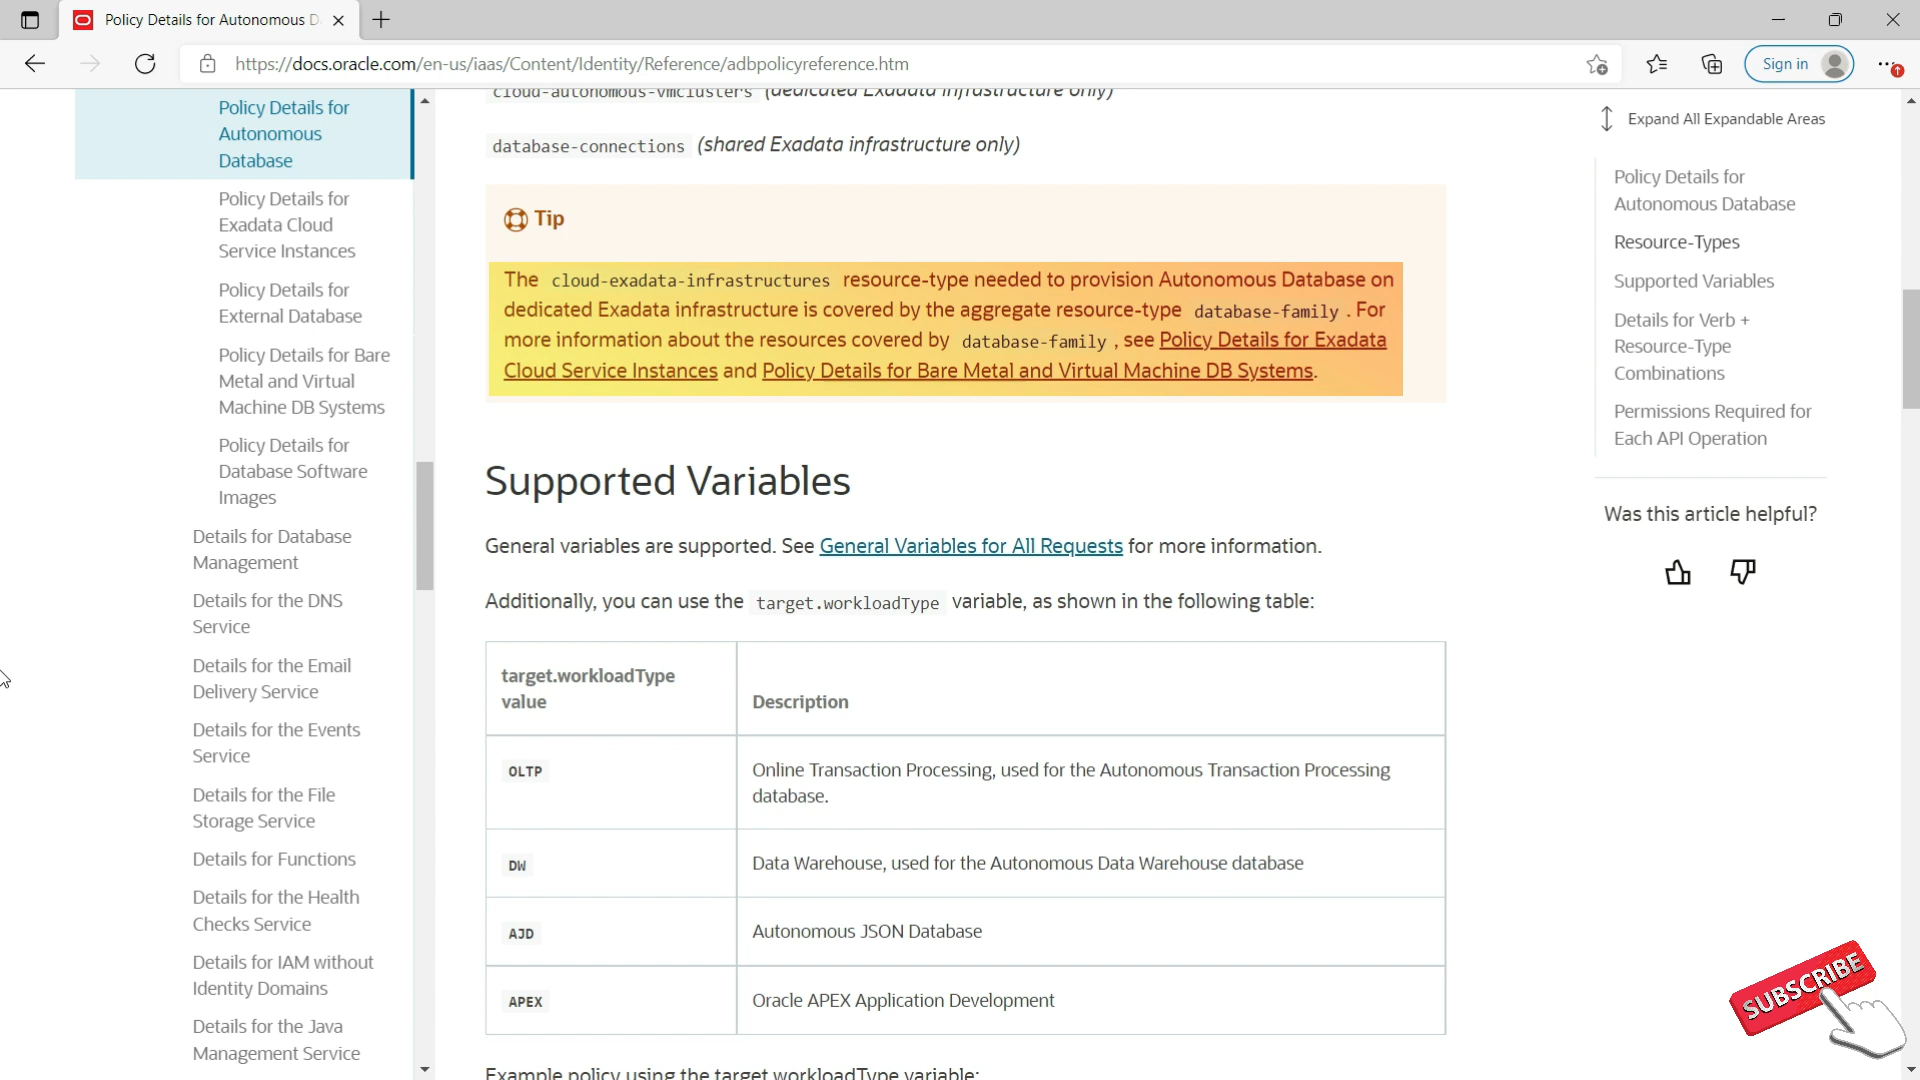 Policy Details for Autonomous D
https://docs.oracle.com/en-us/iaas/Content/Identity/Reference/adbpolicyreference.htm
Sign in
Policy Details for
Autonomous
Database
Policy Details for
Exadata Cloud
Service Instances
Policy Details for
External Database
Policy Details for Bare
Metal and Virtual
Machine DB Systems
Policy Details for
Database Software
Images
Details for Database
Management
Details for the DNS
Service
Details for the Email
Delivery Service
Details for the Events
Service
Details for the File
Storage Service
Details for Functions
Details for the Health
Checks Service
Details for IAM without
Identity Domains
Details for the Java
Management Service
cloud-autonomous-vmclusters (dedicated Exadata infrastructure only)
database-connections (shared Exadata infrastructure only)
Tip
The cloud-exadata-infrastructures resource-type needed to provision Autonomous Database on
dedicated Exadata infrastructure is covered by the aggregate resource-type database-family . For
more information about the resources covered by database-family , see Policy Details for Exadata
Cloud Service Instances and Policy Details for Bare Metal and Virtual Machine DB Systems.
Supported Variables
General variables are supported. See General Variables for All Requests for more information.
Additionally, you can use the target.workloadType variable, as shown in the following table:
target.workloadType
value
Description
OLTP
Online Transaction Processing, used for the Autonomous Transaction Processing
database.
DW
Data Warehouse, used for the Autonomous Data Warehouse database
AJD
Autonomous JSON Database
APEX
Oracle APEX Application Development
Example policy using the target.workloadType variable:
Expand All Expandable Areas
Policy Details for
Autonomous Database
Resource-Types
Supported Variables
Details for Verb +
Resource-Type
Combinations
Permissions Required for
Each API Operation
Was this article helpful?
SUBSCRIBE